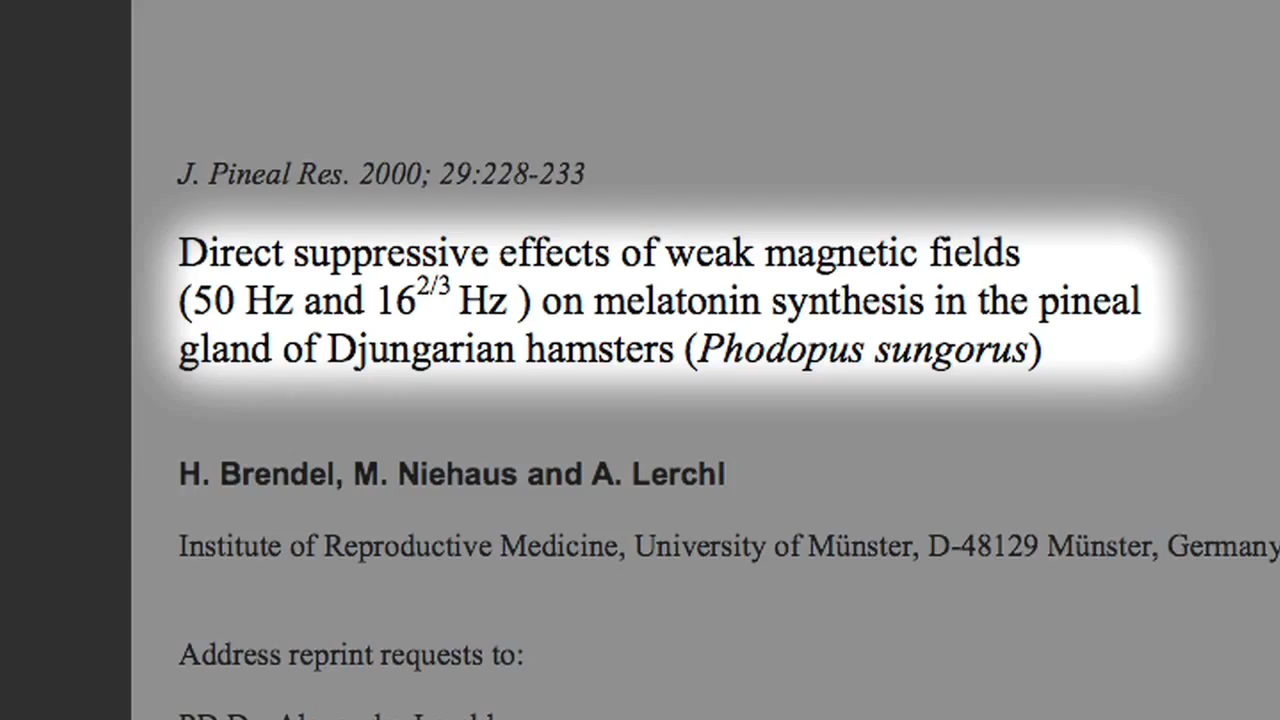 J. Pineal Res. 2000; 29:228-233
Direct suppressive effects of weak magnetic fields
(50 Hz and 16^2/3 Hz ) on melatonin synthesis in the pineal
gland of Djungarian hamsters (Phodopus sungorus)
H. Brendel, M. Niehaus and A. Lerchl
Institute of Reproductive Medicine, University of Münster, D-48129 Münster, Germany
Address reprint requests to: